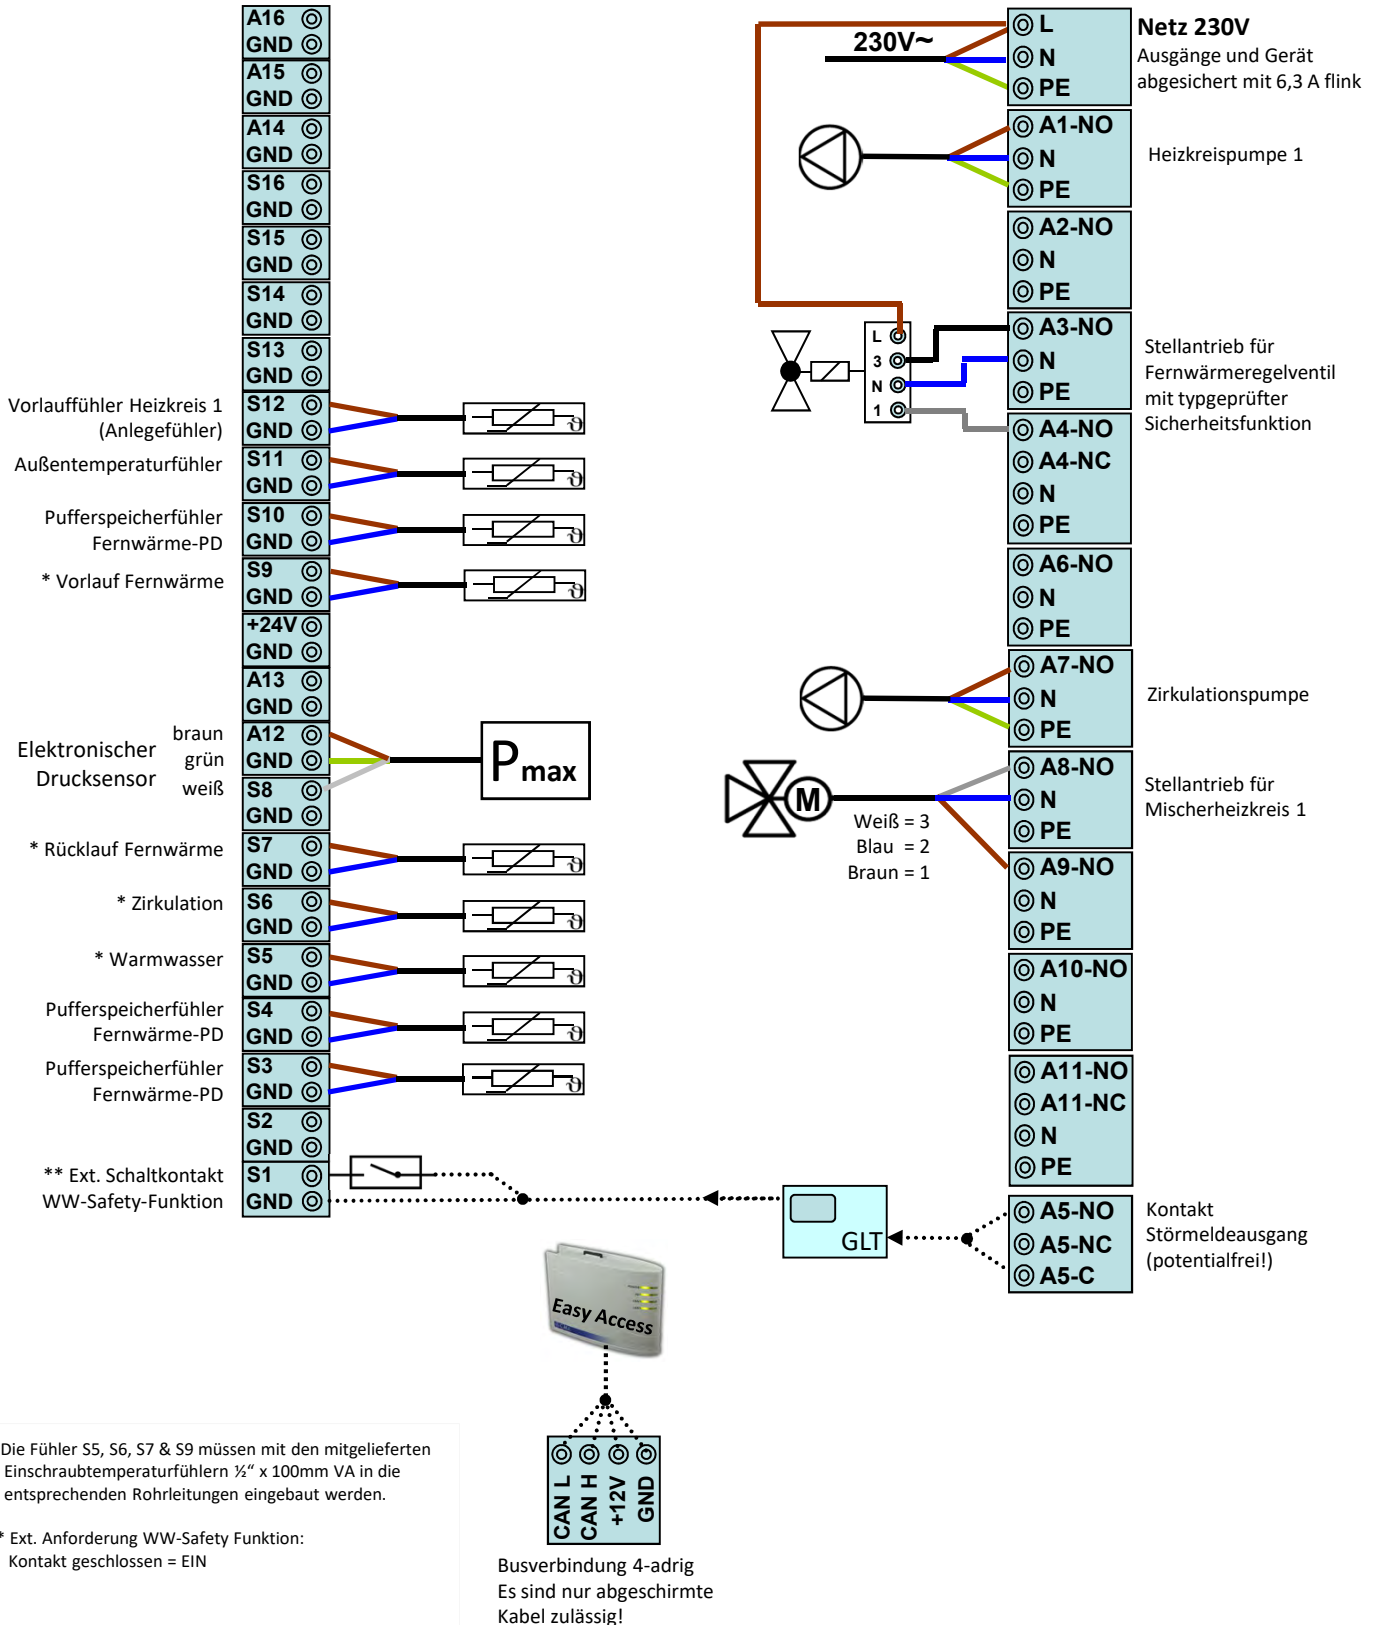 A16
GND
A15
GND
A14
GND
S16
GND
S15
GND
S14
GND
S13
GND
Vorlauffühler Heizkreis 1
(Anlegefühler)
S12
GND
Außentemperaturfühler
S11
GND
Pufferspeicherfühler
Fernwärme-PD
S10
GND
* Vorlauf Fernwärme
S9
GND
+24V
GND
A13
GND
Elektronischer
Drucksensor
braun
grün
weiß
A12
GND
S8
GND
Pmax
* Rücklauf Fernwärme
S7
GND
* Zirkulation
S6
GND
* Warmwasser
S5
GND
Pufferspeicherfühler
Fernwärme-PD
S4
GND
Pufferspeicherfühler
Fernwärme-PD
S3
GND
S2
GND
** Ext. Schaltkontakt
WW-Safety-Funktion
S1
GND
ϑ
ϑ
ϑ
ϑ
ϑ
ϑ
ϑ
ϑ
ϑ
230V~
L
N
PE
Netz 230V
Ausgänge und Gerät
abgesichert mit 6,3 A flink
A1-NO
N
PE
Heizkreispumpe 1
A2-NO
N
PE
L
3
N
1
A3-NO
N
PE
Stellantrieb für
Fernwärmeregelventil
mit typgeprüfter
Sicherheitsfunktion
A4-NO
A4-NC
N
PE
A6-NO
N
PE
A7-NO
N
PE
Zirkulationspumpe
M
Weiß = 3
Blau = 2
Braun = 1
A8-NO
N
PE
Stellantrieb für
Mischerheizkreis 1
A9-NO
N
PE
A10-NO
N
PE
A11-NO
A11-NC
N
PE
GLT
A5-NO
A5-NC
A5-C
Kontakt
Störmeldeausgang
(potentialfrei!)
Easy Access
CAN L
CAN H
+12V
GND
Busverbindung 4-adrig
Es sind nur abgeschirmte
Kabel zulässig!
Die Fühler S5, S6, S7 & S9 müssen mit den mitgelieferten
Einschraubtemperaturfühlern ½“ x 100mm VA in die
entsprechenden Rohrleitungen eingebaut werden.
* Ext. Anforderung WW-Safety Funktion:
Kontakt geschlossen = EIN